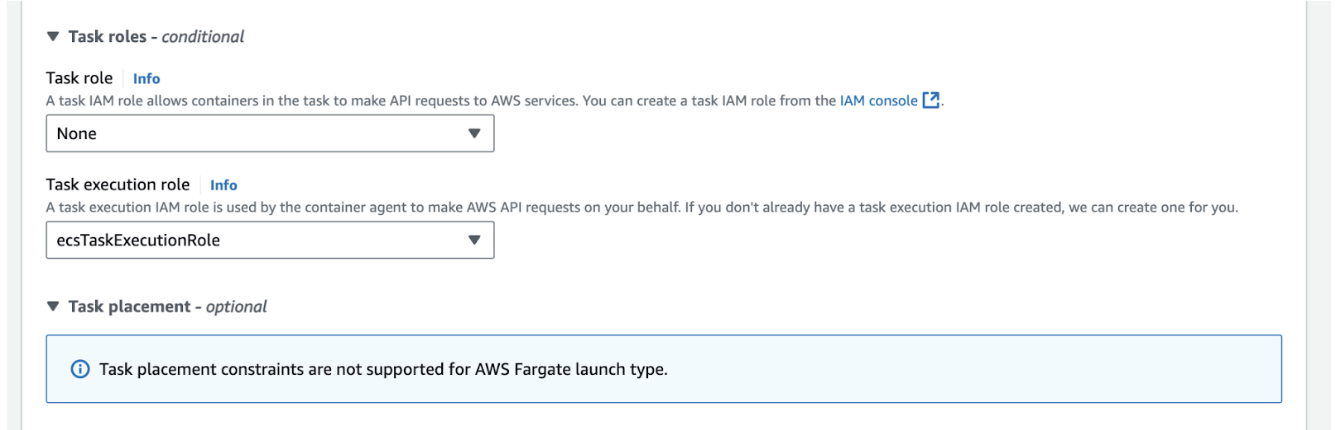 Task roles - conditional
Task role Info
A task IAM role allows containers in the task to make API requests to AWS services. You can create a task IAM role from the IAM console.
None
Task execution role Info
A task execution IAM role is used by the container agent to make AWS API requests on your behalf. If you don't already have a task execution IAM role created, we can create one for you.
ecsTaskExecutionRole
Task placement - optional
Task placement constraints are not supported for AWS Fargate launch type.